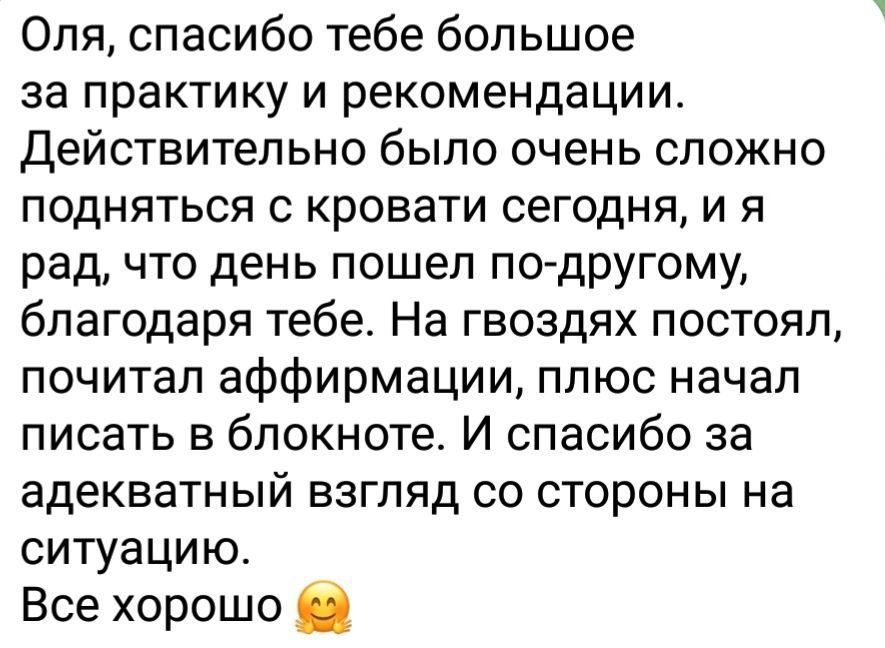 Оля, спасибо тебе большое
за практику и рекомендации.
Действительно было очень сложно
подняться с кровати сегодня, и я
рад, что день пошел по-другому,
благодаря тебе. На гвоздях постоял,
почитал аффирмации, плюс начал
писать в блокноте. И спасибо за
адекватный взгляд со стороны на
ситуацию.
Все хорошо 🤗